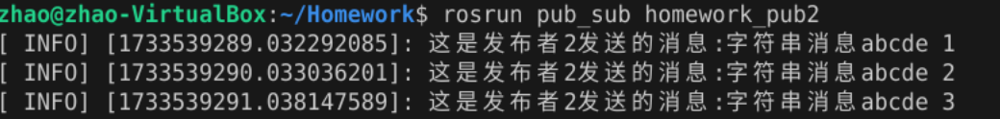 zhao@zhao-VirtualBox:~/Homework$ rosrun pub_sub homework_pub2
[ INFO] [1733539289.032292085]: 这是发布者2发送的消息:字符串消息abcde 1
[ INFO] [1733539290.033036201]: 这是发布者2发送的消息:字符串消息abcde 2
[ INFO] [1733539291.038147589]: 这是发布者2发送的消息:字符串消息abcde 3